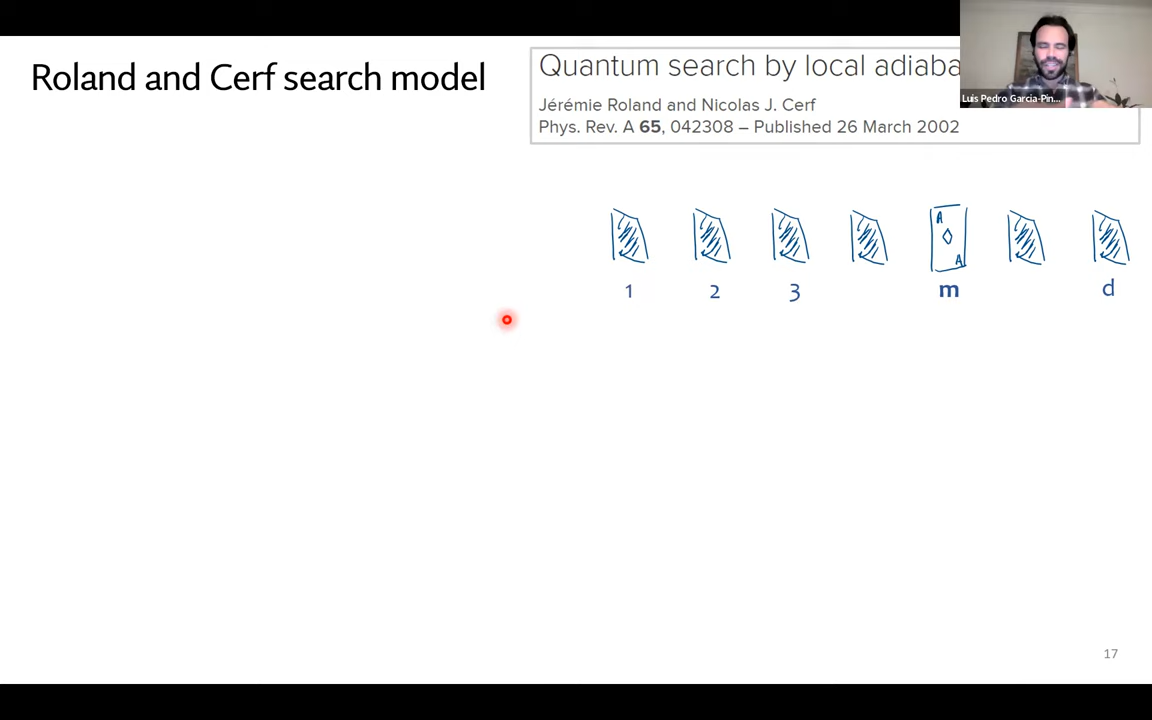 Roland and Cerf search model
Quantum search by local adiaba
Jérémie Roland and Nicolas J. Cerf
Phys. Rev. A 65, 042308 – Published 26 March 2002
Luis Pedro Garcia-Pin...
A
A
1 2 3 m d
17